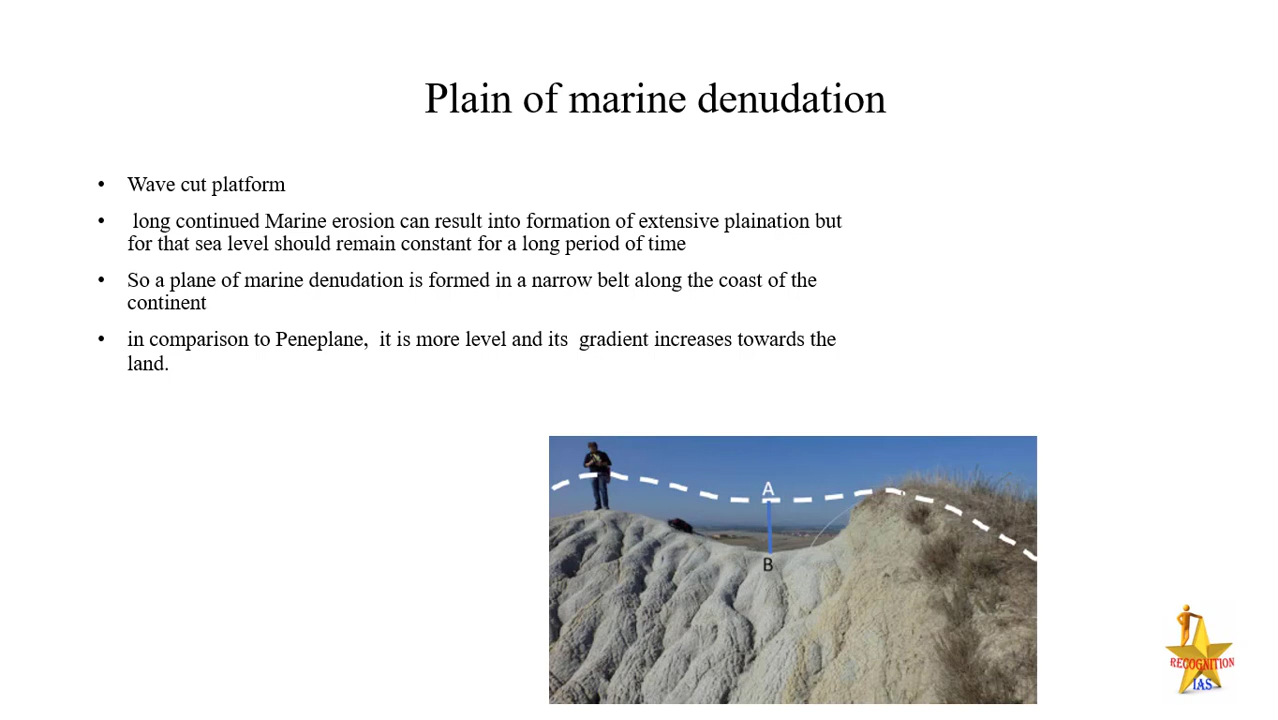 Plain of marine denudation
• Wave cut platform
• long continued Marine erosion can result into formation of extensive plaination but
for that sea level should remain constant for a long period of time
• So a plane of marine denudation is formed in a narrow belt along the coast of the
continent
• in comparison to Peneplane, it is more level and its gradient increases towards the
land.
A
B
RECOGNITION
IAS